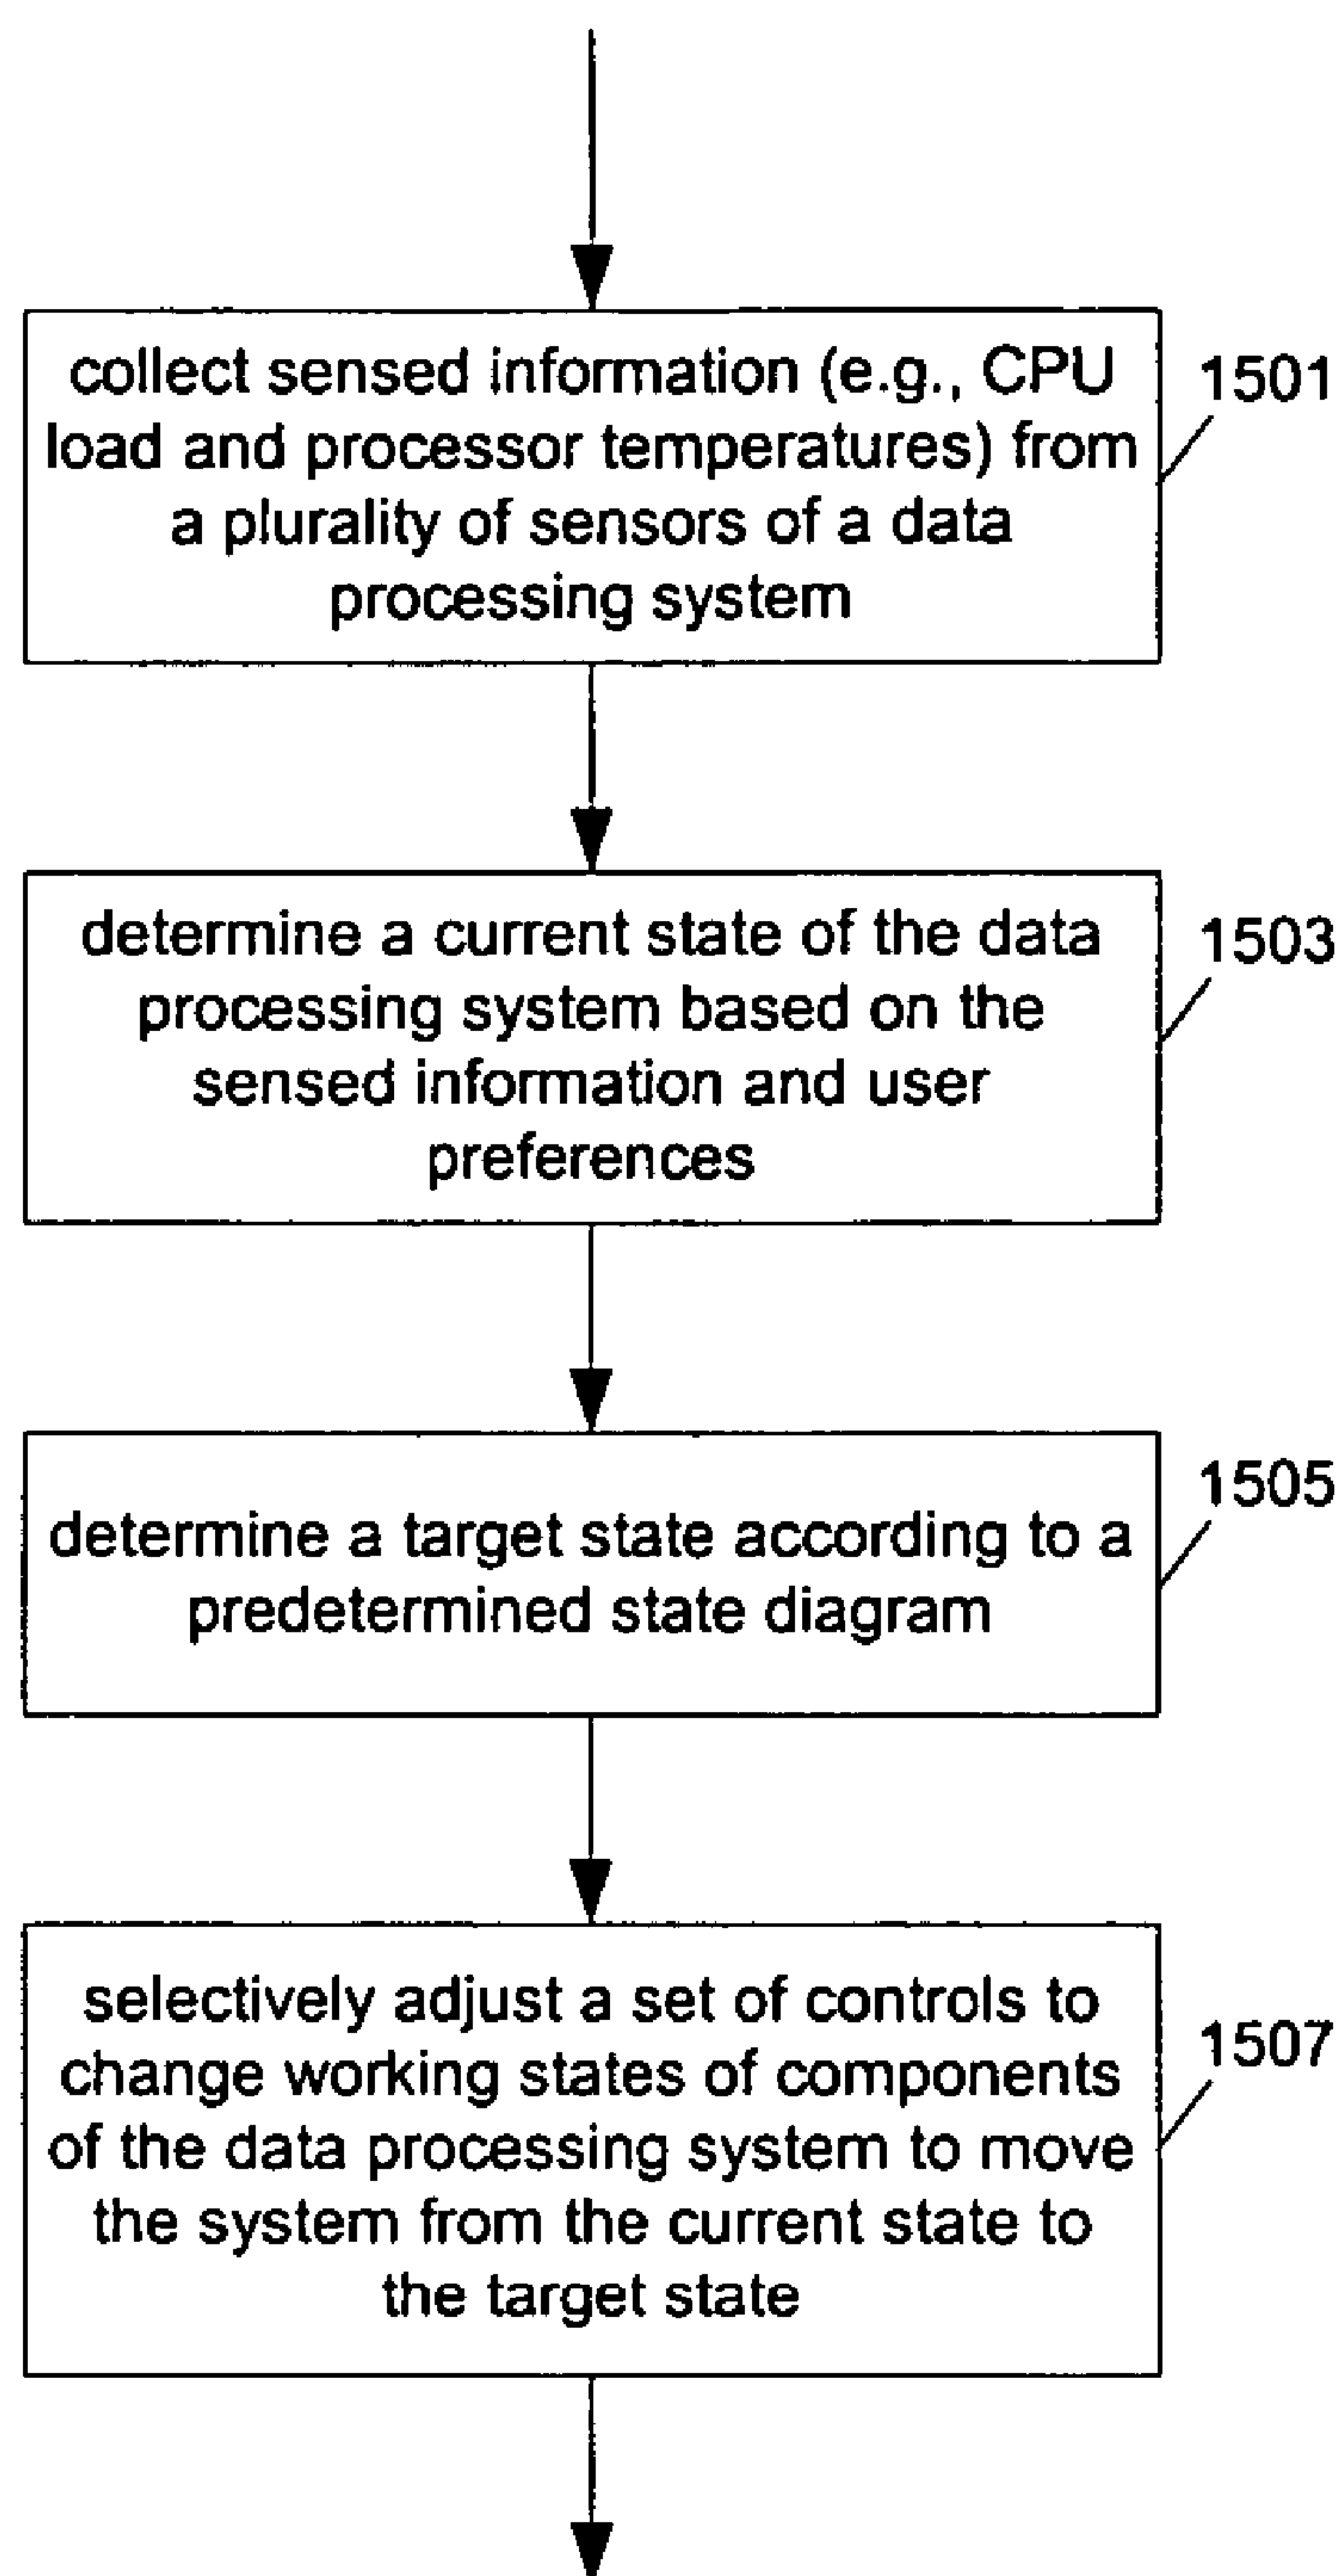 collect sensed information (e.g., CPU
load and processor temperatures) from
a plurality of sensors of a data
processing system
1501
determine a current state of the data
processing system based on the
sensed information and user
preferences
1503
determine a target state according to a
predetermined state diagram
1505
selectively adjust a set of controls to
change working states of components
of the data processing system to move
the system from the current state to
the target state
1507